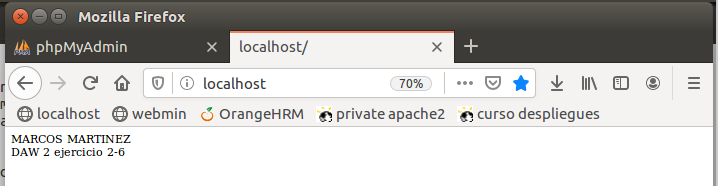 Mozilla Firefox
phpMyAdmin
localhost/
localhost
70%
localhost
webmin
OrangeHRM
private apache2
curso despliegues
MARCOS MARTINEZ
DAW 2 ejercicio 2-6